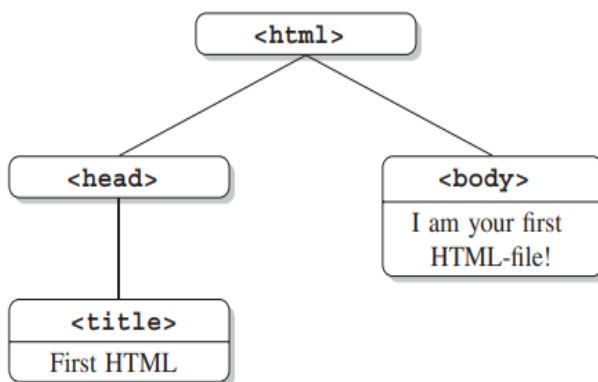 <html>
<head>
<body>
I am your first
HTML-file!
<title>
First HTML